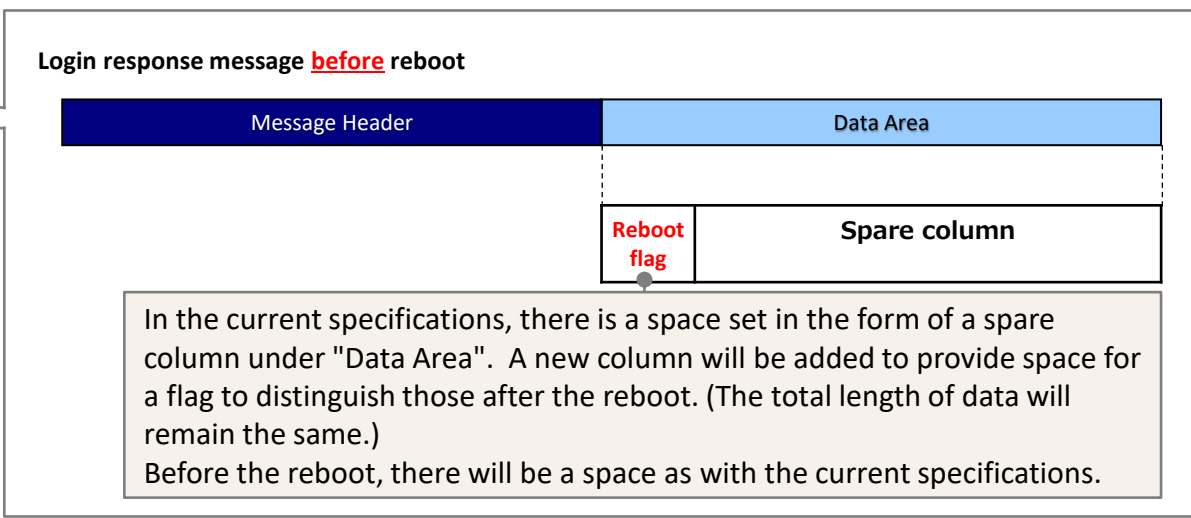 Login response message before reboot
Message Header
Data Area
Reboot
flag
Spare column
In the current specifications, there is a space set in the form of a spare
column under "Data Area".  A new column will be added to provide space for
a flag to distinguish those after the reboot. (The total length of data will
remain the same.)
Before the reboot, there will be a space as with the current specifications.